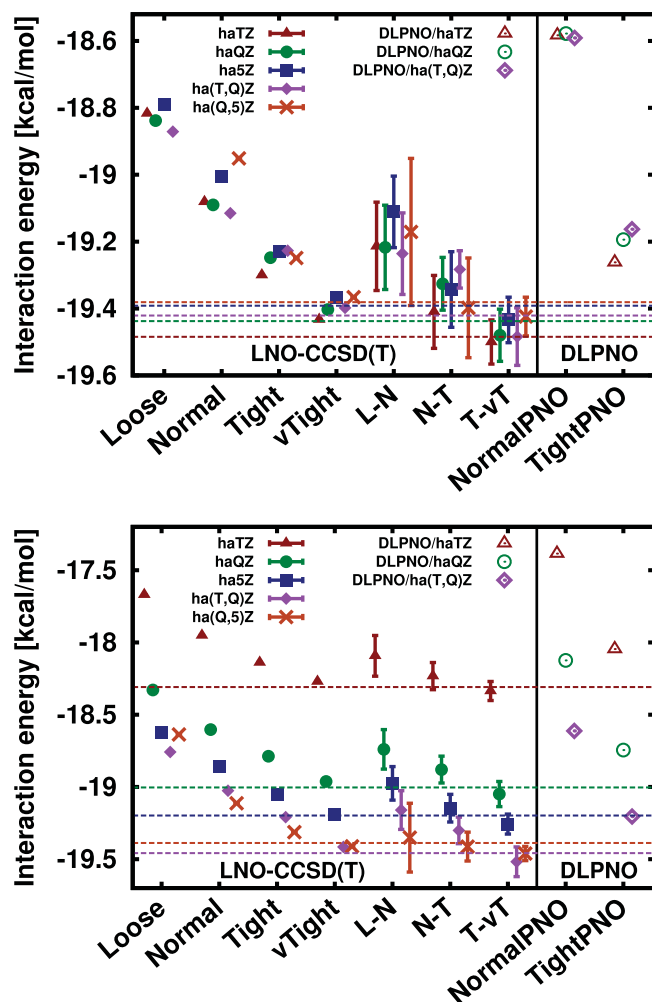 Interaction energy [kcal/mol]
-18.6
-18.8
-19
-19.2
-19.4
-19.6
haTZ
haQZ
ha5Z
ha(T,Q)Z
ha(Q,5)Z
DLPNO/haTZ
DLPNO/haQZ
DLPNO/ha(T,Q)Z
LNO-CCSD(T)
DLPNO
Loose
Normal
Tight
vTight
L-N
N-T
T-vT
NormalPNO
TightPNO
Interaction energy [kcal/mol]
-17.5
-18
-18.5
-19
-19.5
haTZ
haQZ
ha5Z
ha(T,Q)Z
ha(Q,5)Z
DLPNO/haTZ
DLPNO/haQZ
DLPNO/ha(T,Q)Z
LNO-CCSD(T)
DLPNO
Loose
Normal
Tight
vTight
L-N
N-T
T-vT
NormalPNO
TightPNO